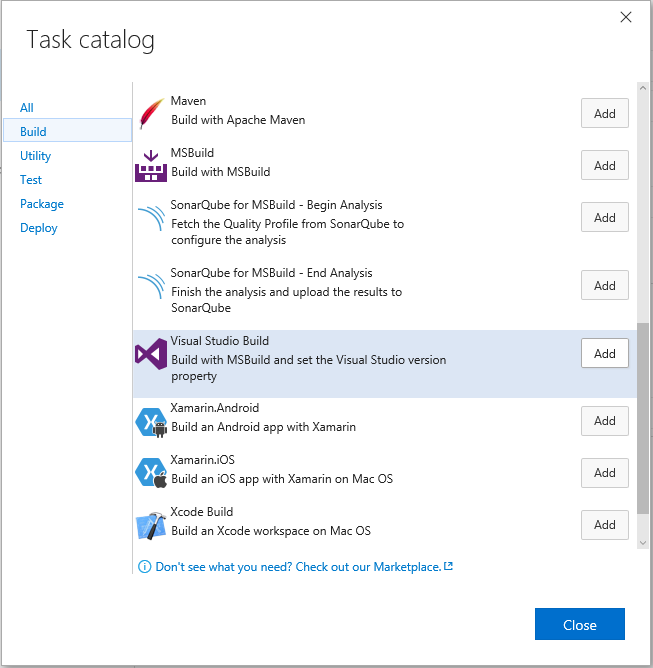 Task catalog
All
Build
Utility
Test
Package
Deploy
Maven
Build with Apache Maven
Add
MSBuild
Build with MSBuild
Add
SonarQube for MSBuild - Begin Analysis
Fetch the Quality Profile from SonarQube to
configure the analysis
Add
SonarQube for MSBuild - End Analysis
Finish the analysis and upload the results to
SonarQube
Add
Visual Studio Build
Build with MSBuild and set the Visual Studio version
property
Add
Xamarin.Android
Build an Android app with Xamarin
Add
Xamarin.iOS
Build an iOS app with Xamarin on Mac OS
Add
Xcode Build
Build an Xcode workspace on Mac OS
Add
Don't see what you need? Check out our Marketplace.
Close